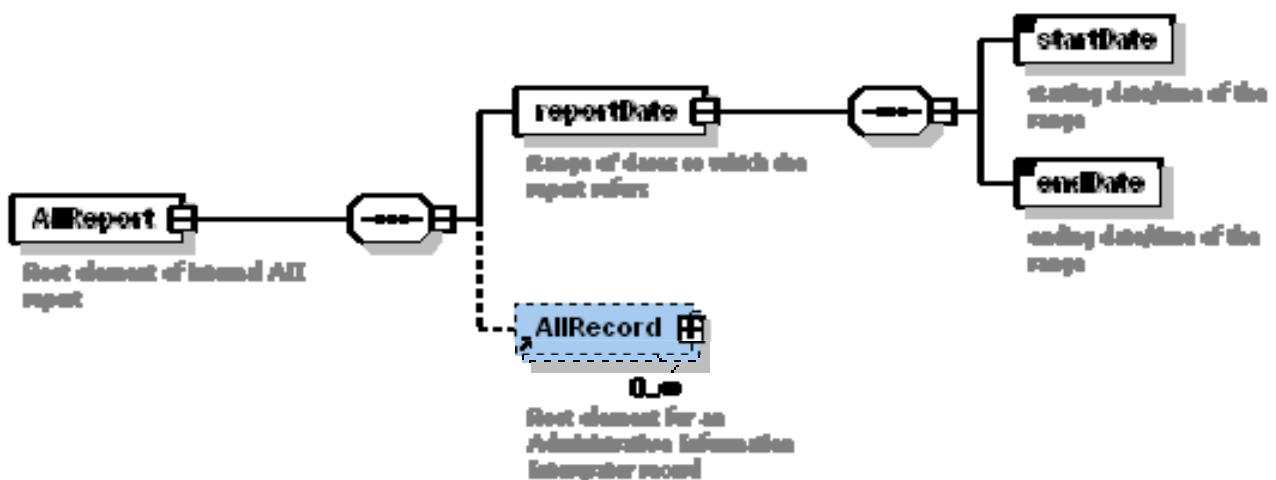 startDate
starting date/time of the
range
reportDate
Range of dates to which the
report refers
endDate
ending date/time of the
range
AIIReport
Root element of internal AII
report
AIIRecord
0..∞
Root element for an
Administrative Information
Interpreter record